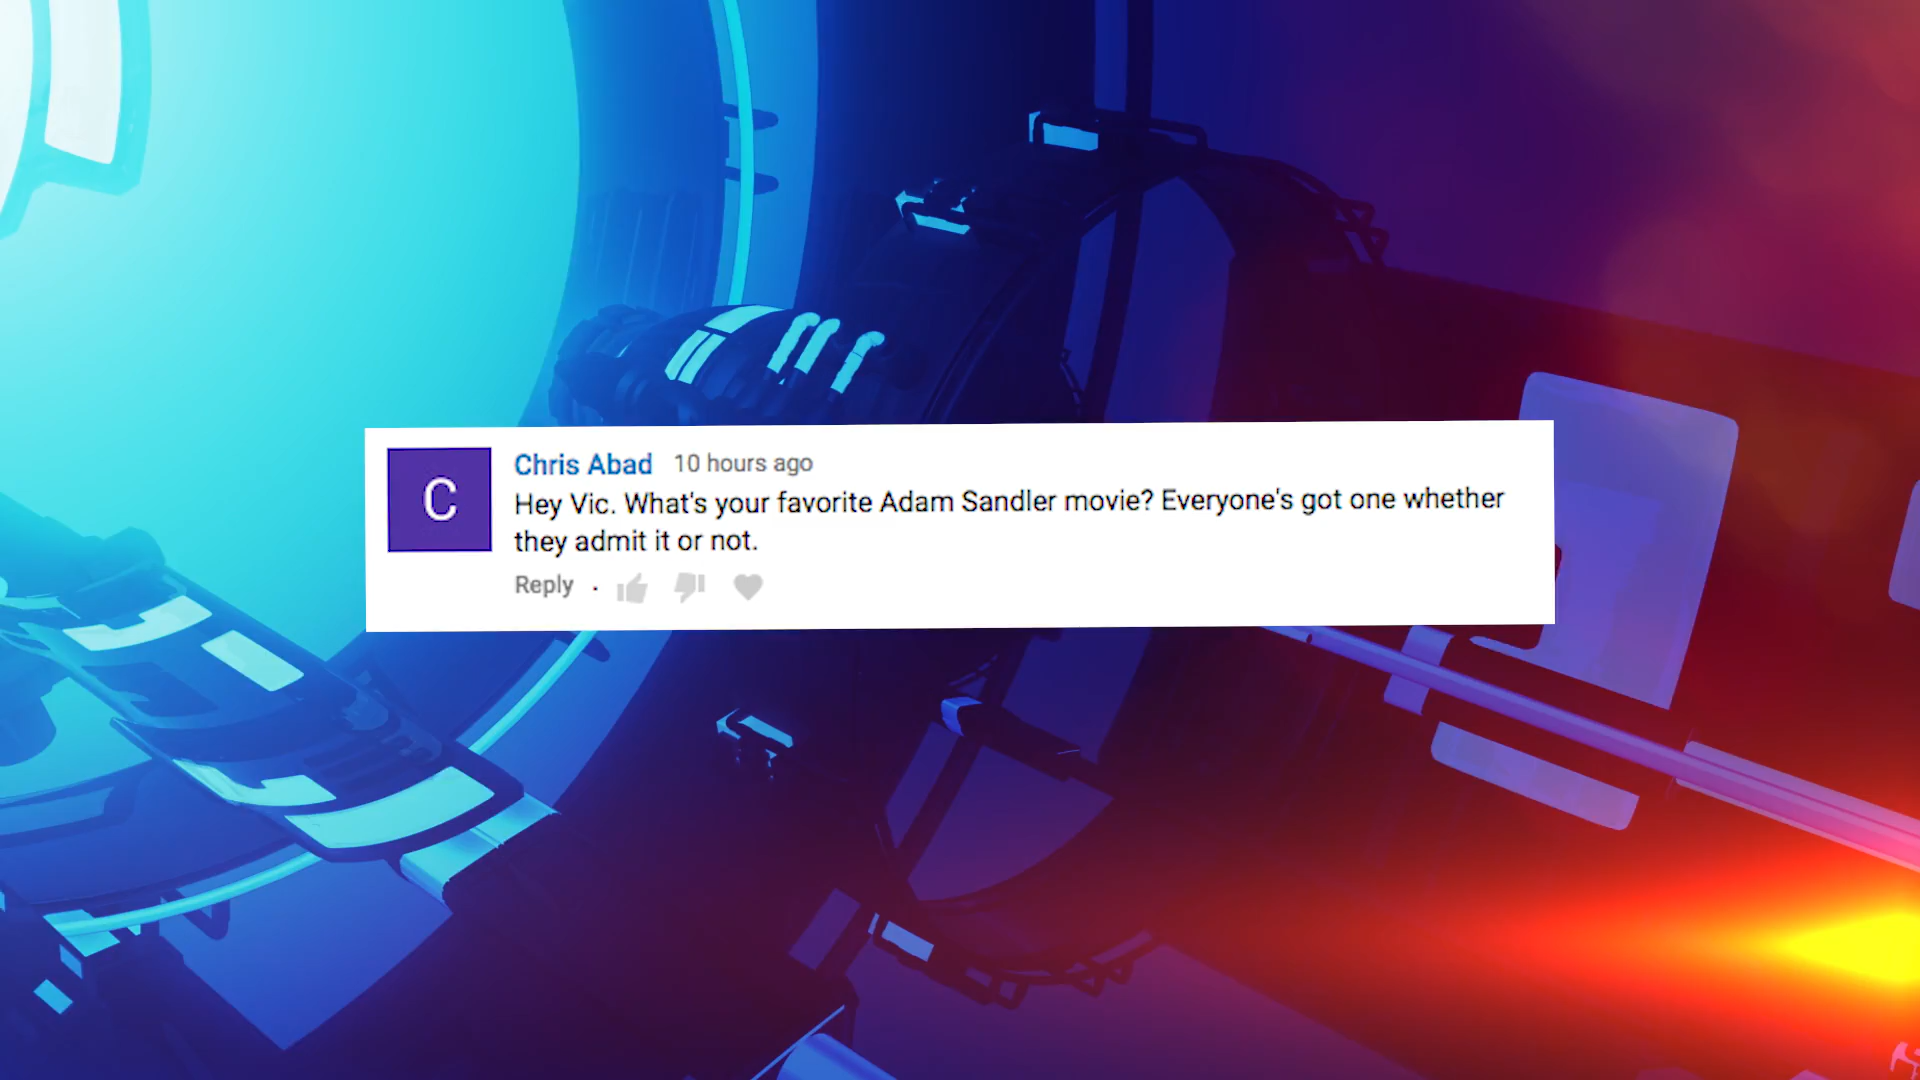 C
Chris Abad 10 hours ago
Hey Vic. What's your favorite Adam Sandler movie? Everyone's got one whether
they admit it or not.
Reply